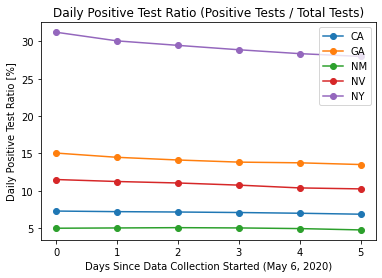 Daily Positive Test Ratio (Positive Tests / Total Tests)
Daily Positive Test Ratio [%]
30
25
20
15
10
5
CA
GA
NM
NV
NY
0 1 2 3 4 5
Days Since Data Collection Started (May 6, 2020)